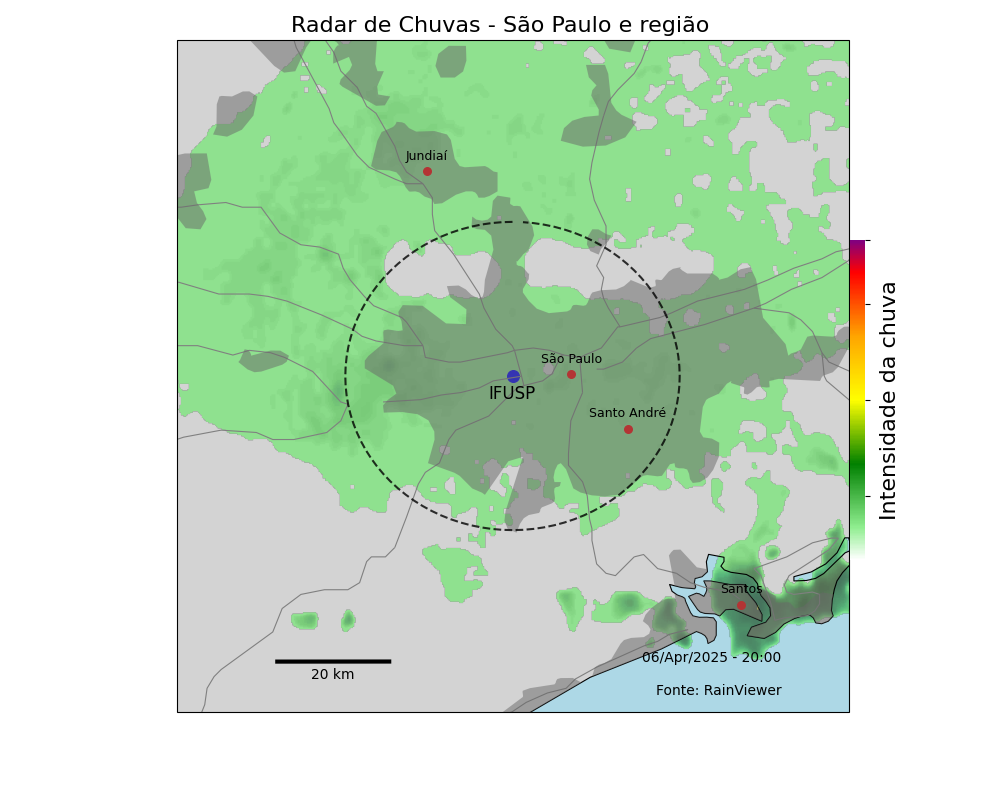 Radar de Chuvas - São Paulo e região
Jundiaí
São Paulo
IFUSP
Santo André
Santos
06/Apr/2025 - 20:00
20 km
Fonte: RainViewer
Intensidade da chuva